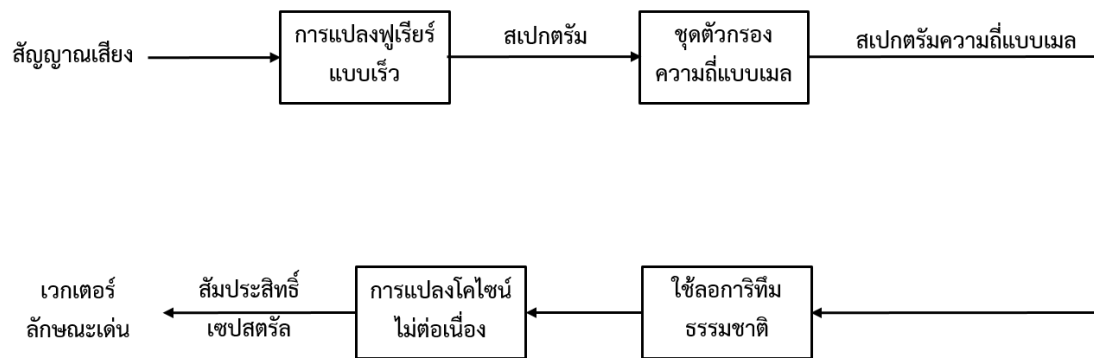 สัญญาณเสียง
การแปลงฟูเรียร์
แบบเร็ว
สเปกตรัม
ชุดตัวกรอง
ความถี่แบบเมล
สเปกตรัมความถี่แบบเมล
ใช้ลอการิทึม
ธรรมชาติ
การแปลงโคไซน์
ไม่ต่อเนื่อง
สัมประสิทธิ์
เซปสตรัล
เวกเตอร์
ลักษณะเด่น